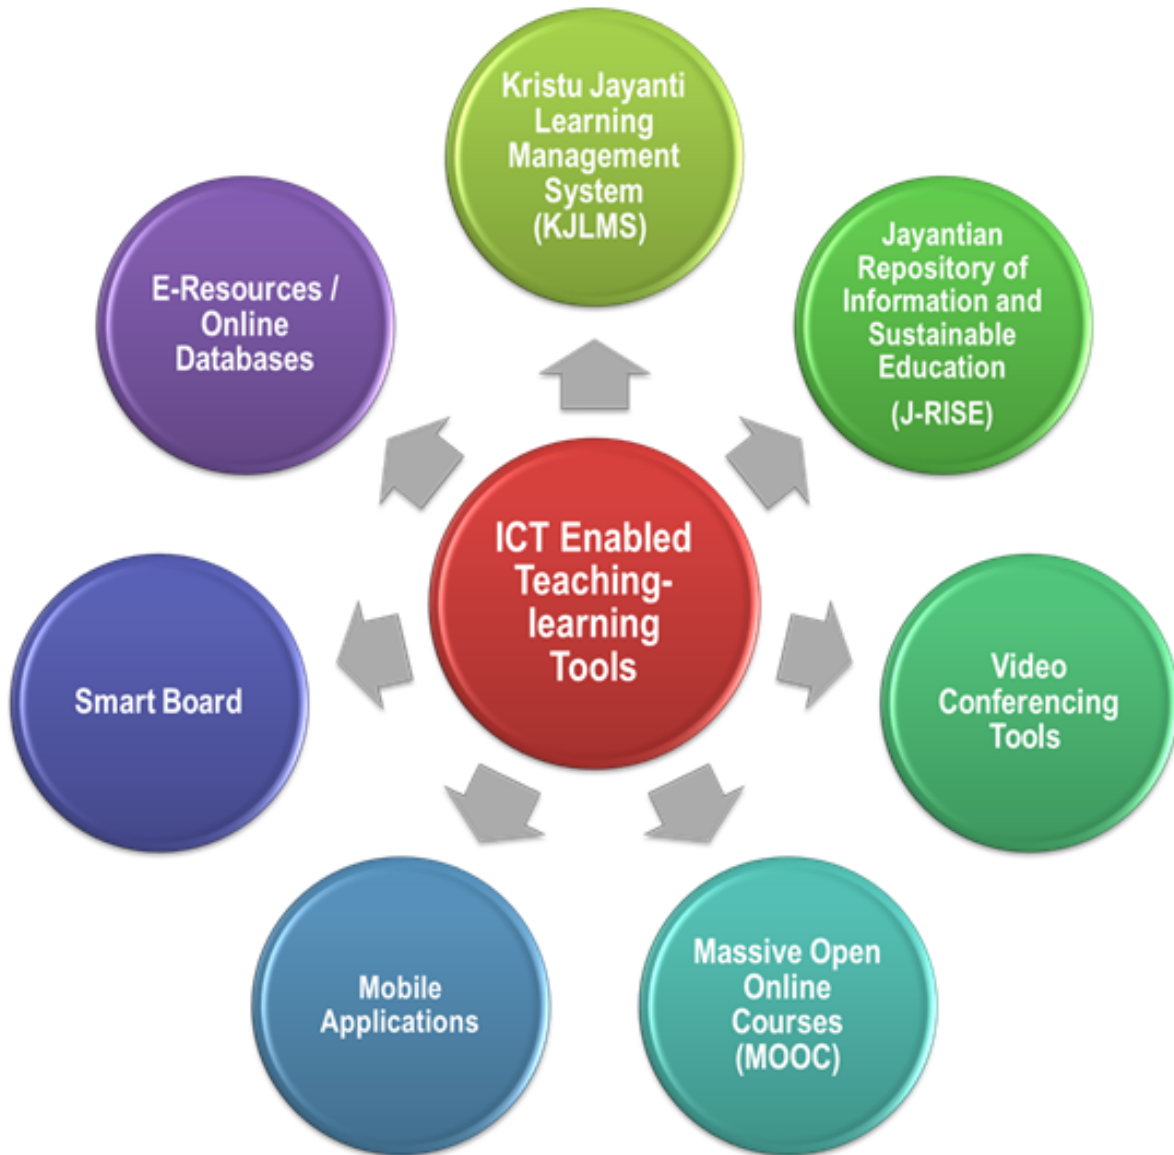 Kristu Jayanti
Learning
Management
System
(KJLMS)
Jayantian
Repository of
Information and
Sustainable
Education
(J-RISE)
Video
Conferencing
Tools
Massive Open
Online
Courses
(MOOC)
Mobile
Applications
Smart Board
E-Resources /
Online
Databases
ICT Enabled
Teaching-
learning
Tools